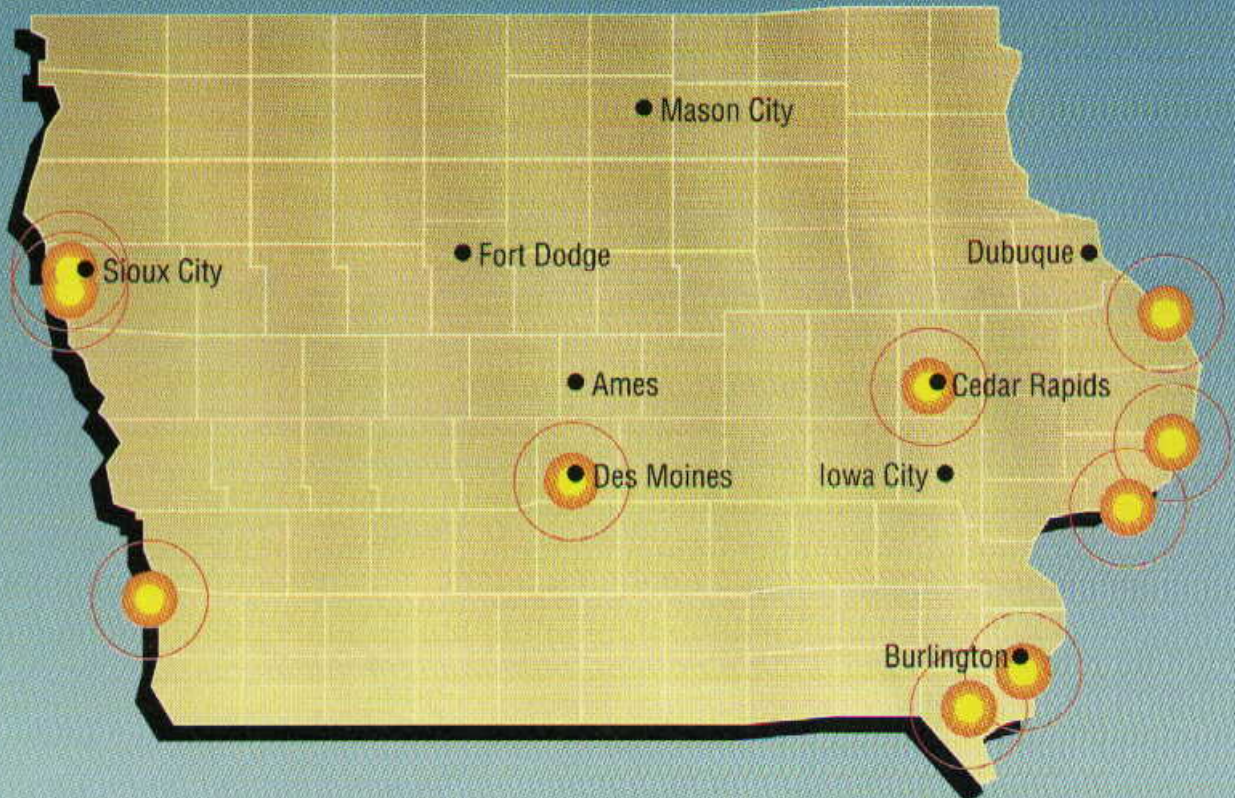 Mason City
Fort Dodge
Dubuque
Sioux City
Ames
Cedar Rapids
Des Moines
Iowa City
Burlington